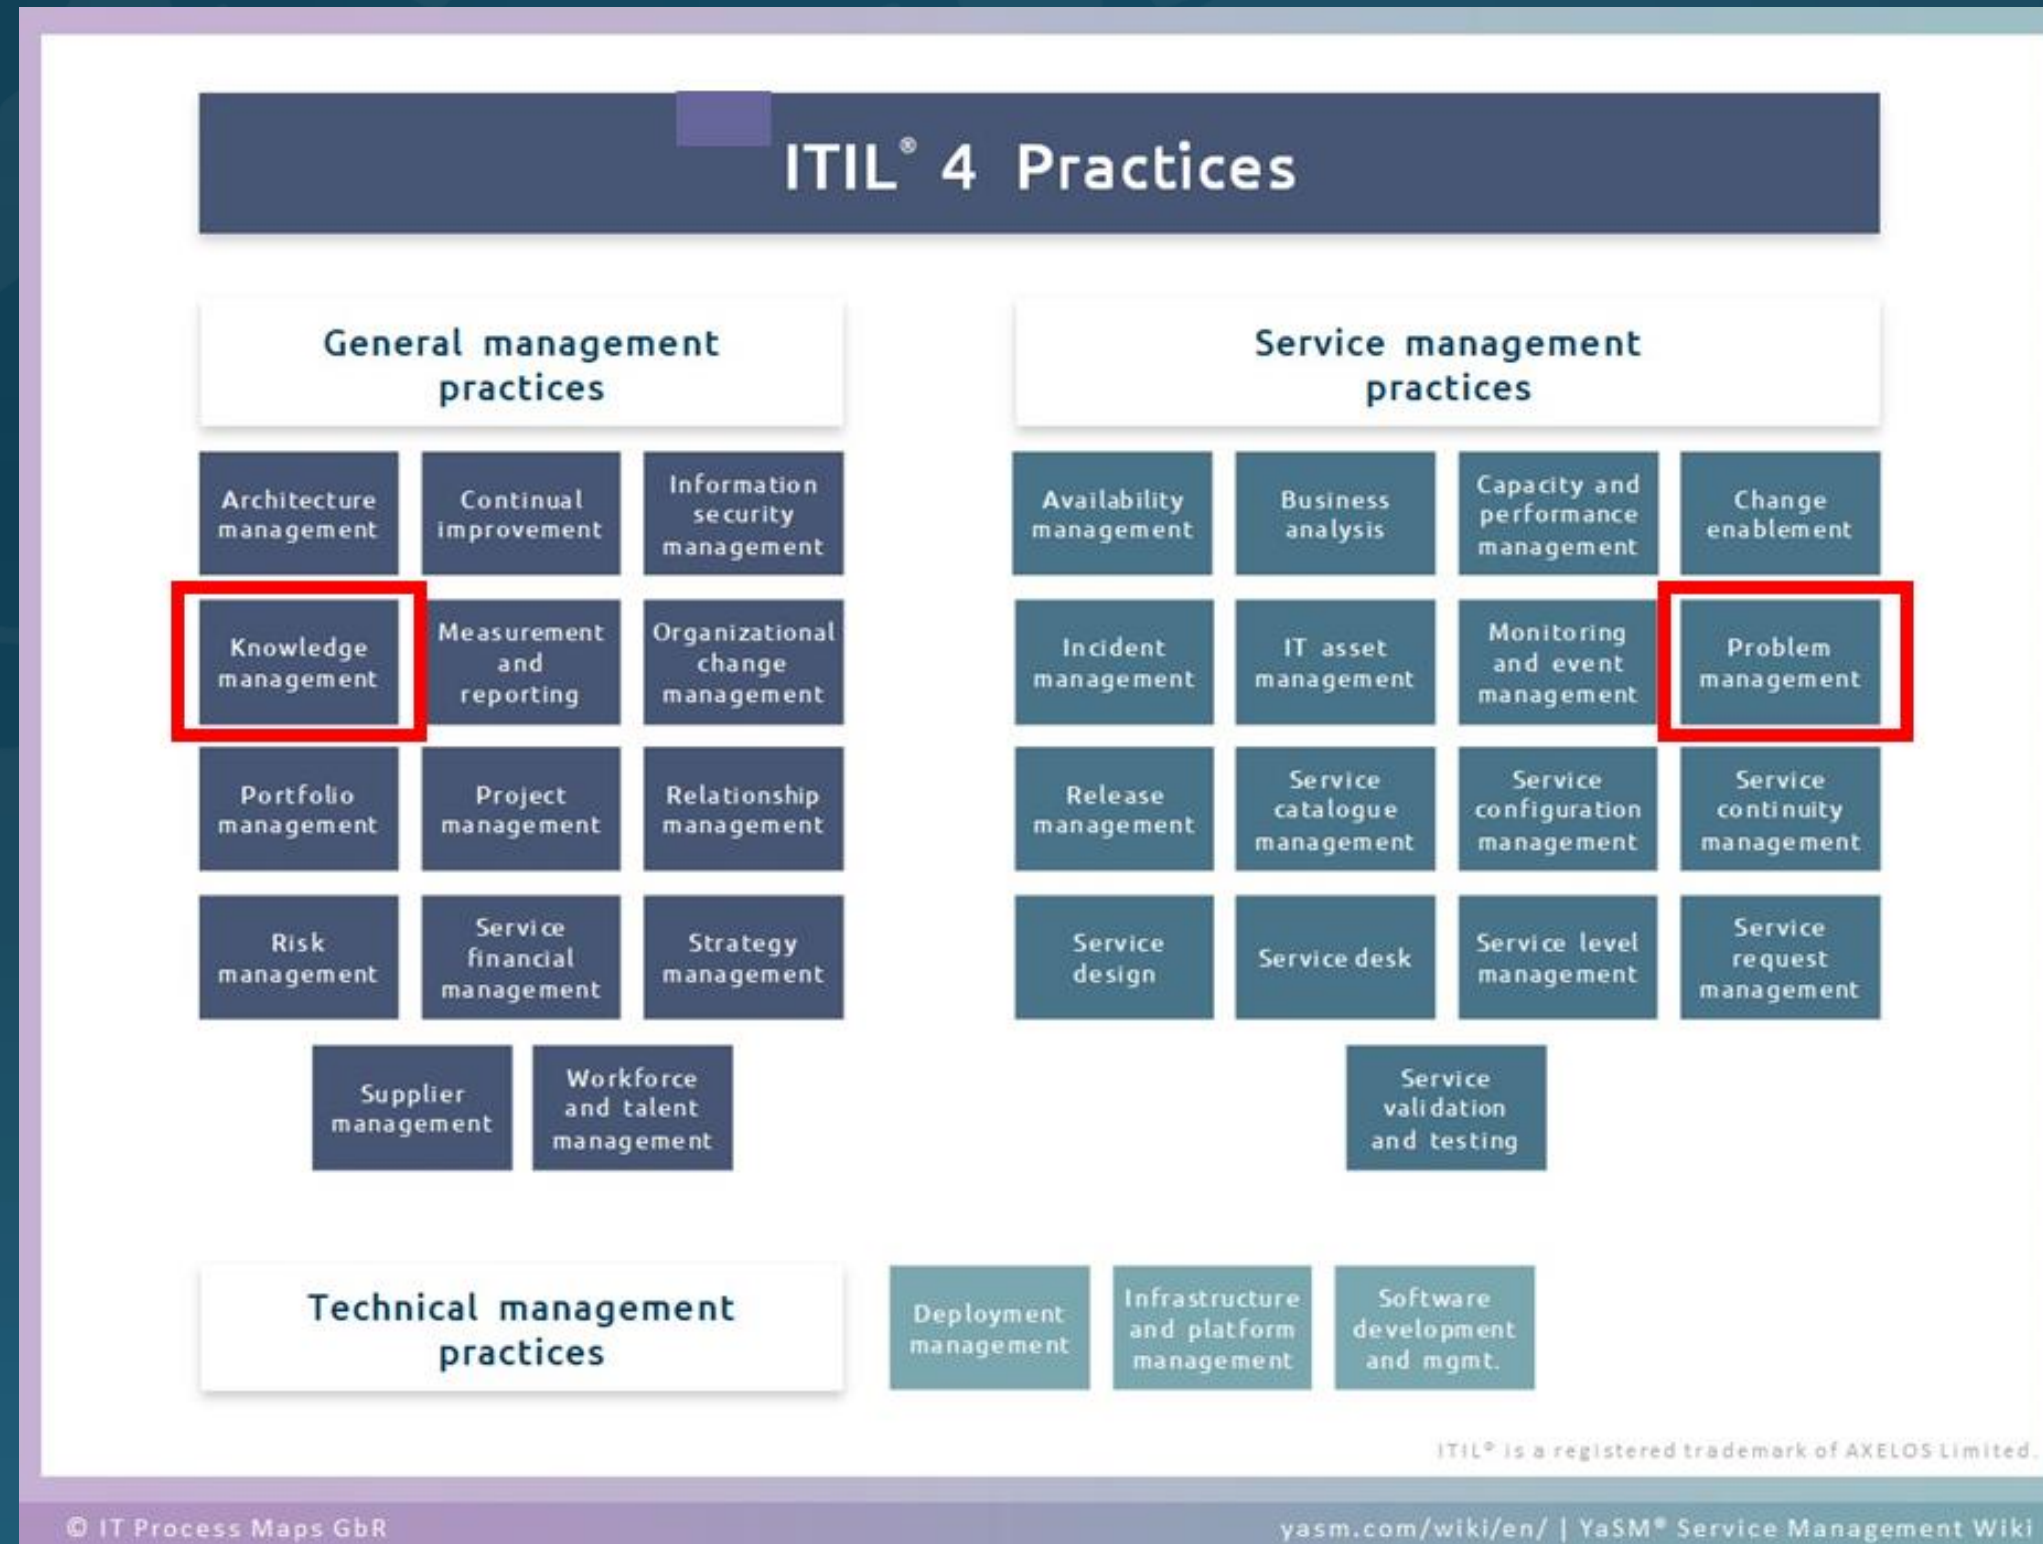 ITIL® 4 Practices
General management
practices
Architecture
management
Continual
improvement
Information
security
management
Knowledge
management
Measurement
and
reporting
Organizational
change
management
Portfolio
management
Project
management
Relationship
management
Risk
management
Service
financial
management
Strategy
management
Supplier
management
Workforce
and talent
management
Service management
practices
Availability
management
Business
analysis
Capacity and
performance
management
Change
enablement
Incident
management
IT asset
management
Monitoring
and event
management
Problem
management
Release
management
Service
catalogue
management
Service
configuration
management
Service
continuity
management
Service
design
Service desk
Service level
management
Service
request
management
Service
validation
and testing
Technical management
practices
Deployment
management
Infrastructure
and platform
management
Software
development
and mgmt.
ITIL® is a registered trademark of AXELOS Limited.
© IT Process Maps GbR
yasm.com/wiki/en/ | YaSM® Service Management Wiki